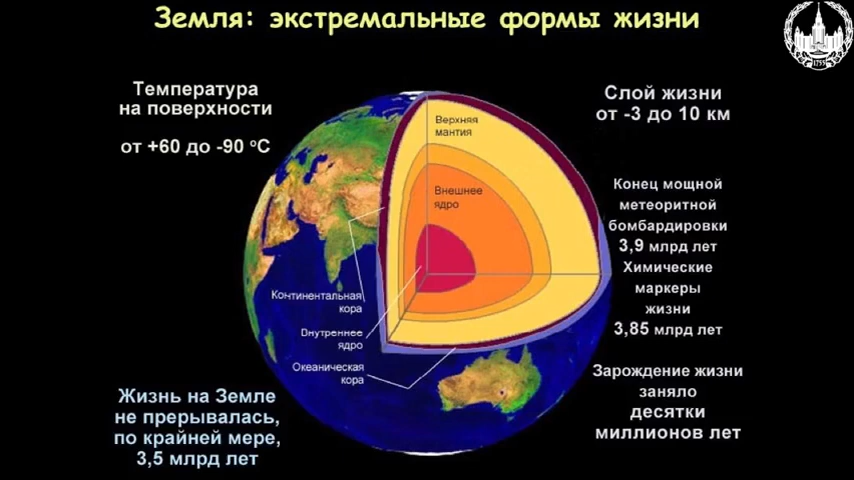 Земля: экстремальные формы жизни
Температура
на поверхности
от +60 до -90 °С
Слой жизни
от -3 до 10 км
Верхняя
мантия
Внешнее
ядро
Конец мощной
метеоритной
бомбардировки
3,9 млрд лет
Химические
маркеры
жизни
3,85 млрд лет
Континентальная
кора
Внутреннее
ядро
Океаническая
кора
Зарождение жизни
заняло
десятки
миллионов лет
Жизнь на Земле
не прерывалась,
по крайней мере,
3,5 млрд лет
1755